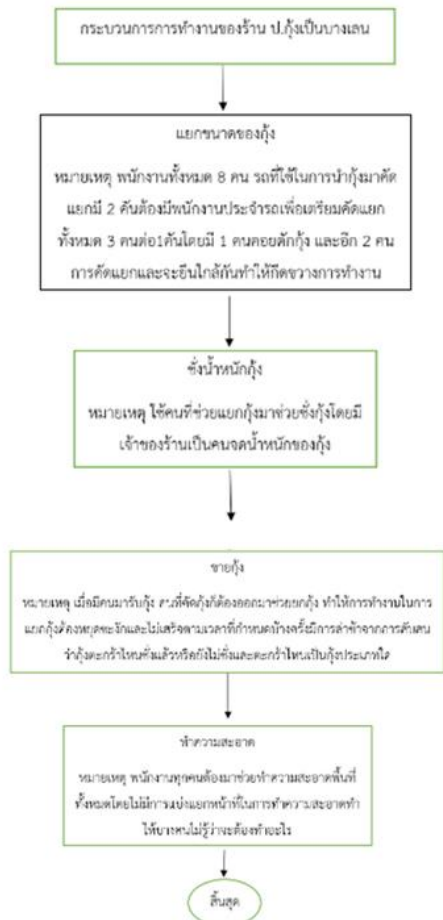 กระบวนการการทำงานของร้าน ป.กุ้งเป็นบางเลน
แยกขนาดของกุ้ง
หมายเหตุ พนักงานทั้งหมด 8 คน รถที่ใช้ในการนำกุ้งมาคัด
แยกมี 2 คันต้องมีพนักงานประจำรถเพื่อเตรียมคัดแยก
ทั้งหมด 3 คนต่อ1คันโดยมี 1 คนคอยตักกุ้ง และอีก 2 คน
การคัดแยกและจะยืนใกล้กันทำให้กีดขวางการทำงาน
ชั่งน้ำหนักกุ้ง
หมายเหตุ ใช้คนที่ช่วยแยกกุ้งมาช่วยชั่งกุ้งโดยมี
เจ้าของร้านเป็นคนจดน้ำหนักของกุ้ง
ขายกุ้ง
หมายเหตุ เมื่อมีคนมารับกุ้ง คนที่คัดกุ้งก็ต้องออกมาช่วยยกกุ้ง ทำให้การทำงานในการ
แยกกุ้งต้องหยุดชะงักและไม่เสร็จตามเวลาที่กำหนดบ้างครั้งมีการล่าช้าจากการสับสน
ว่ากุ้งตะกร้าไหนชั่งแล้วหรือยังไม่ชั่งและตะกร้าไหนเป็นกุ้งประเภทใด
ทำความสะอาด
หมายเหตุ พนักงานทุกคนต้องมาช่วยทำความสะอาดพื้นที่
ทั้งหมดโดยไม่มีการแบ่งแยกหน้าที่ในการทำความสะอาดทำ
ให้บางคนไม่รู้ว่าจะต้องทำอะไร
สิ้นสุด